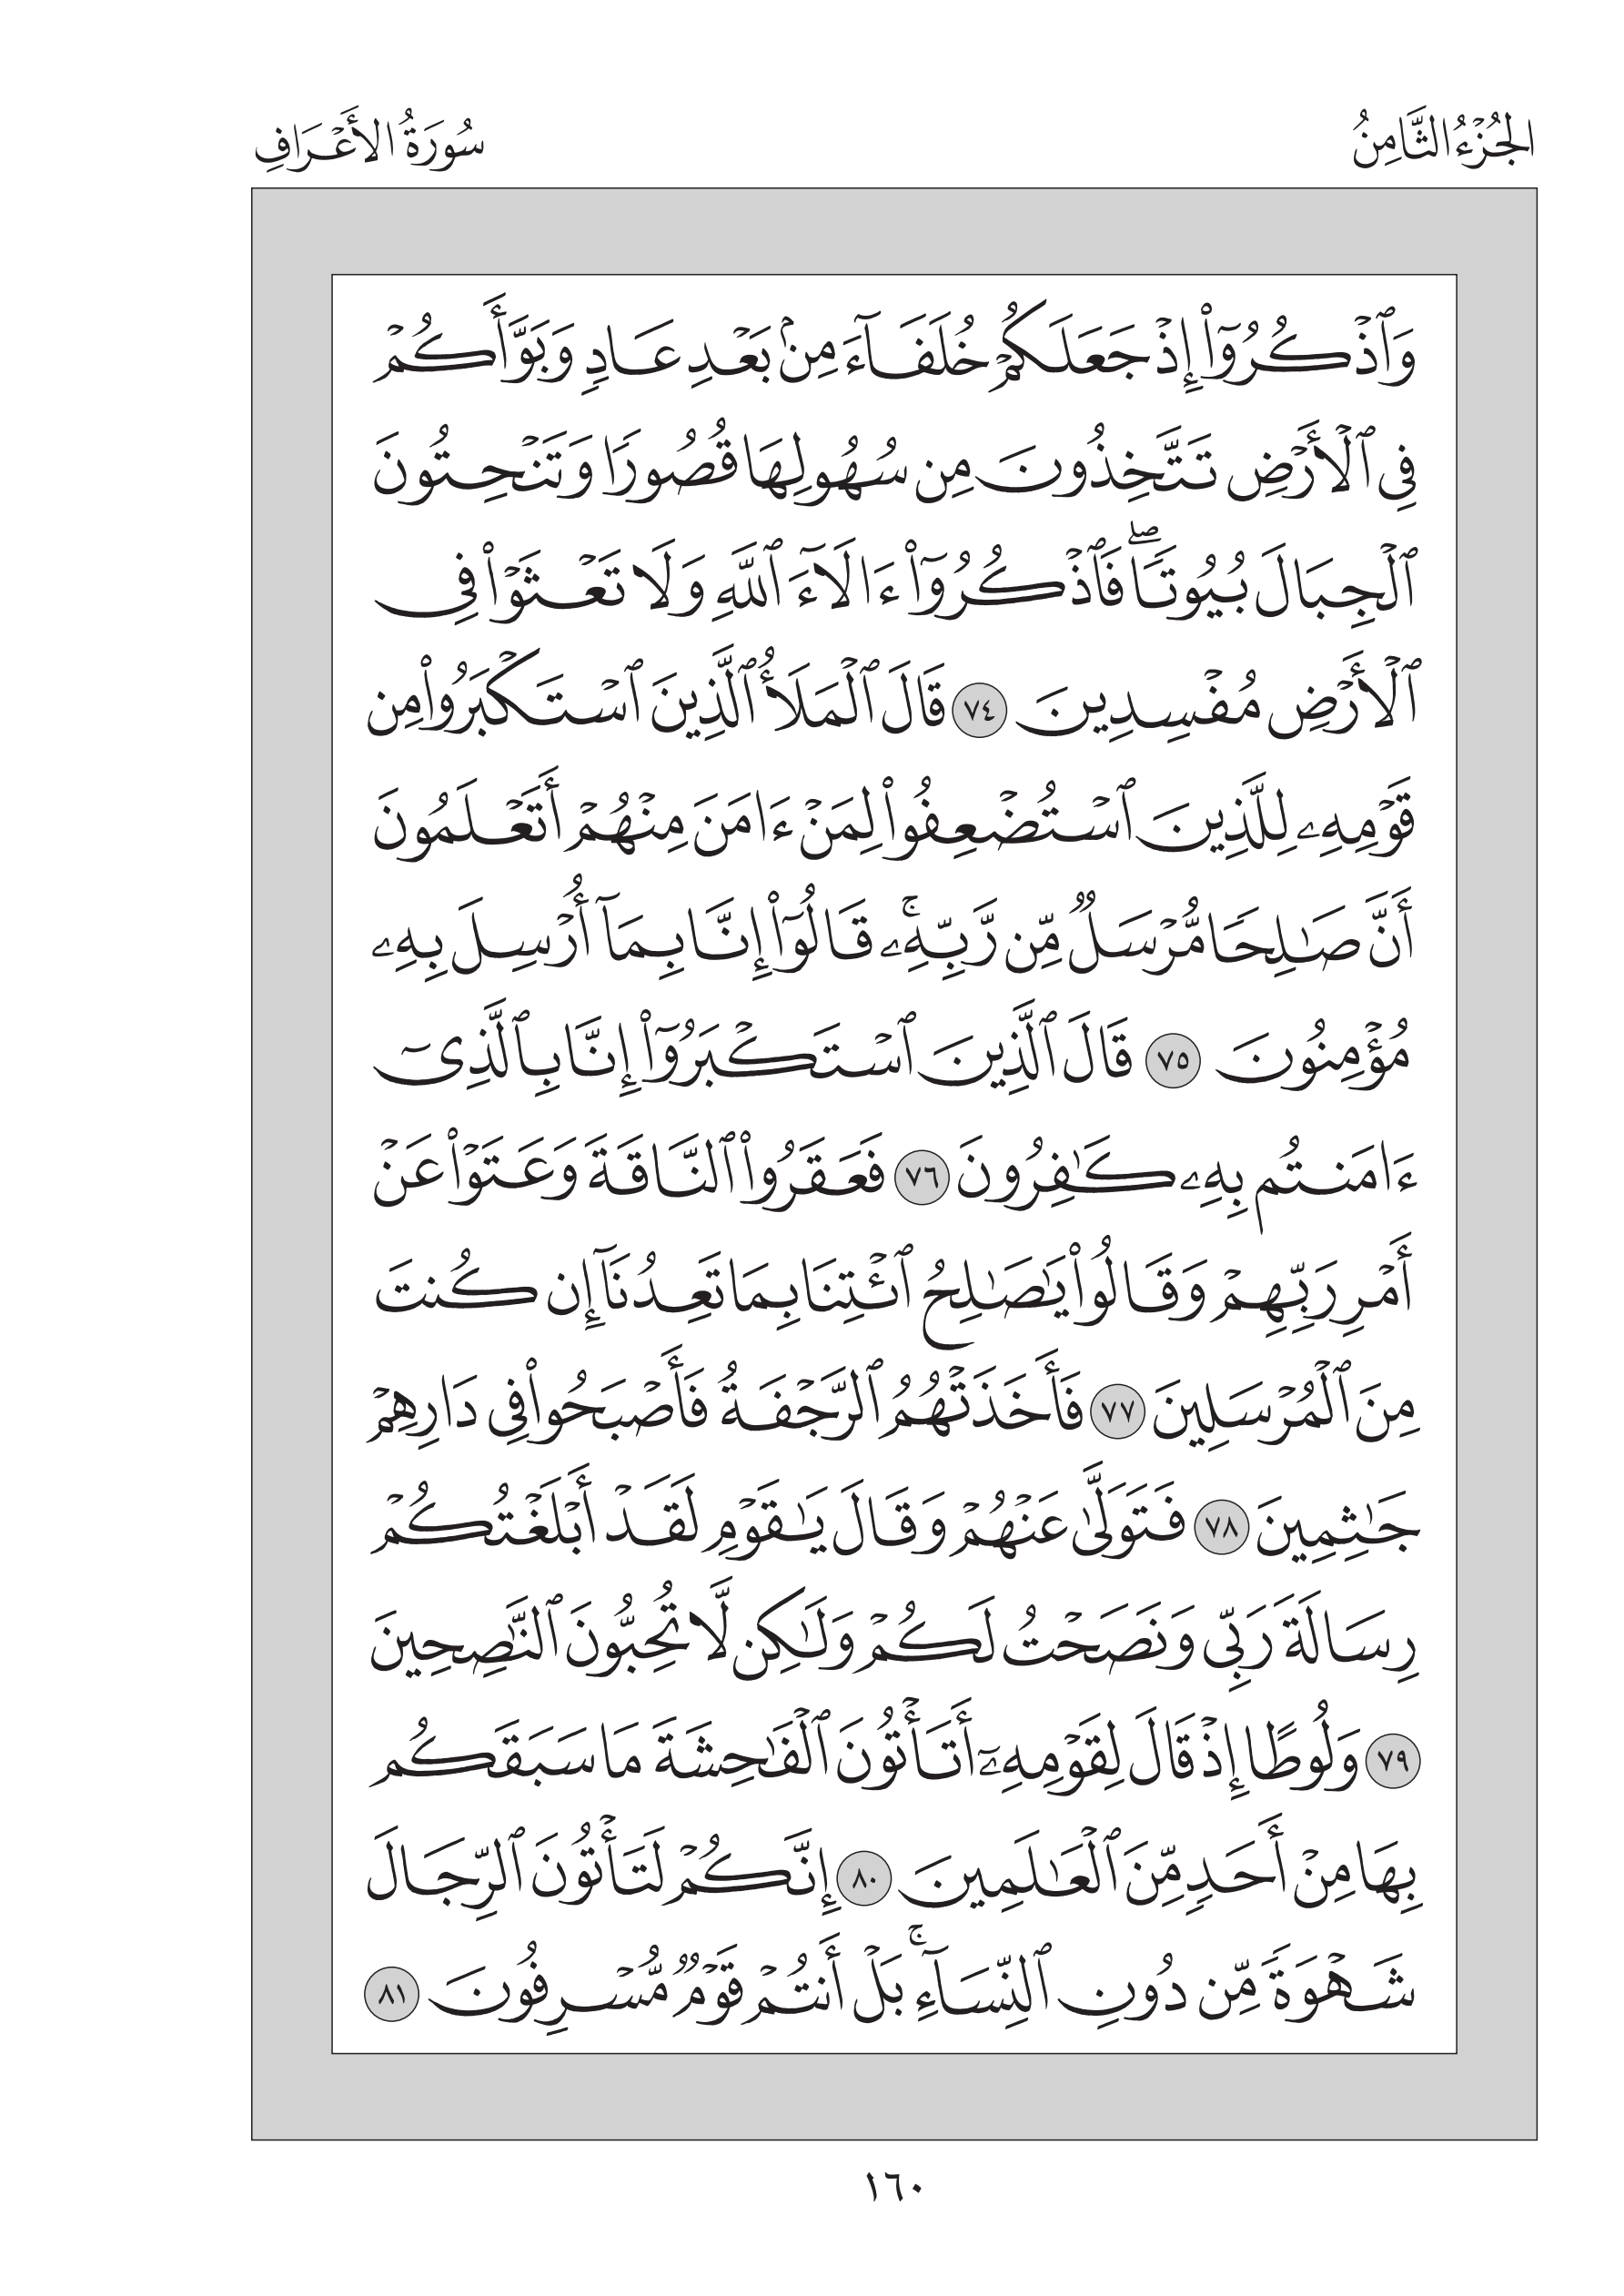 الجُزْءُ الثَّامِنُ
سُورَةُ الأَعْرَافِ
وَٱذْكُرُوٓا۟ إِذْ جَعَلَكُمْ خُلَفَآءَ مِنۢ بَعْدِ عَادٍ وَبَوَّأَكُمْ
فِى ٱلْأَرْضِ تَتَّخِذُونَ مِن سُهُولِهَا قُصُورًا وَتَنْحِتُونَ
ٱلْجِبَالَ بُيُوتًا ۖ فَٱذْكُرُوٓا۟ ءَالَآءَ ٱللَّهِ وَلَا تَعْثَوْا۟ فِى
ٱلْأَرْضِ مُفْسِدِينَ ٧٤ قَالَ ٱلْمَلَأُ ٱلَّذِينَ ٱسْتَكْبَرُوا۟ مِن
قَوْمِهِۦ لِلَّذِينَ ٱسْتُضْعِفُوا۟ لِمَنْ ءَامَنَ مِنْهُمْ أَتَعْلَمُونَ
أَنَّ صَٰلِحًا مُّرْسَلٌ مِّن رَّبِّهِۦ ۚ قَالُوٓا۟ إِنَّا بِمَآ أُرْسِلَ بِهِۦ
مُؤْمِنُونَ ٧٥ قَالَ ٱلَّذِينَ ٱسْتَكْبَرُوٓا۟ إِنَّا بِٱلَّذِىٓ
ءَامَنتُم بِهِۦ كَٰفِرُونَ ٧٦ فَعَقَرُوا۟ ٱلنَّاقَةَ وَعَتَوْا۟ عَنْ
أَمْرِ رَبِّهِمْ وَقَالُوا۟ يَٰصَٰلِحُ ٱئْتِنَا بِمَا تَعِدُنَآ إِن كُنتَ
مِنَ ٱلْمُرْسَلِينَ ٧٧ فَأَخَذَتْهُمُ ٱلرَّجْفَةُ فَأَصْبَحُوا۟ فِى دَارِهِمْ
جَٰثِمِينَ ٧٨ فَتَوَلَّىٰ عَنْهُمْ وَقَالَ يَٰقَوْمِ لَقَدْ أَبْلَغْتُكُمْ
رِسَالَةَ رَبِّى وَنَصَحْتُ لَكُمْ وَلَٰكِن لَّا تُحِبُّونَ ٱلنَّٰصِحِينَ
٧٩ وَلُوطًا إِذْ قَالَ لِقَوْمِهِۦٓ أَتَأْتُونَ ٱلْفَٰحِشَةَ مَا سَبَقَكُم
بِهَا مِنْ أَحَدٍ مِّنَ ٱلْعَٰلَمِينَ ٨٠ إِنَّكُمْ لَتَأْتُونَ ٱلرِّجَالَ
شَهْوَةً مِّن دُونِ ٱلنِّسَآءِ ۚ بَلْ أَنتُمْ قَوْمٌ مُّسْرِفُونَ ٨١
١٦٠